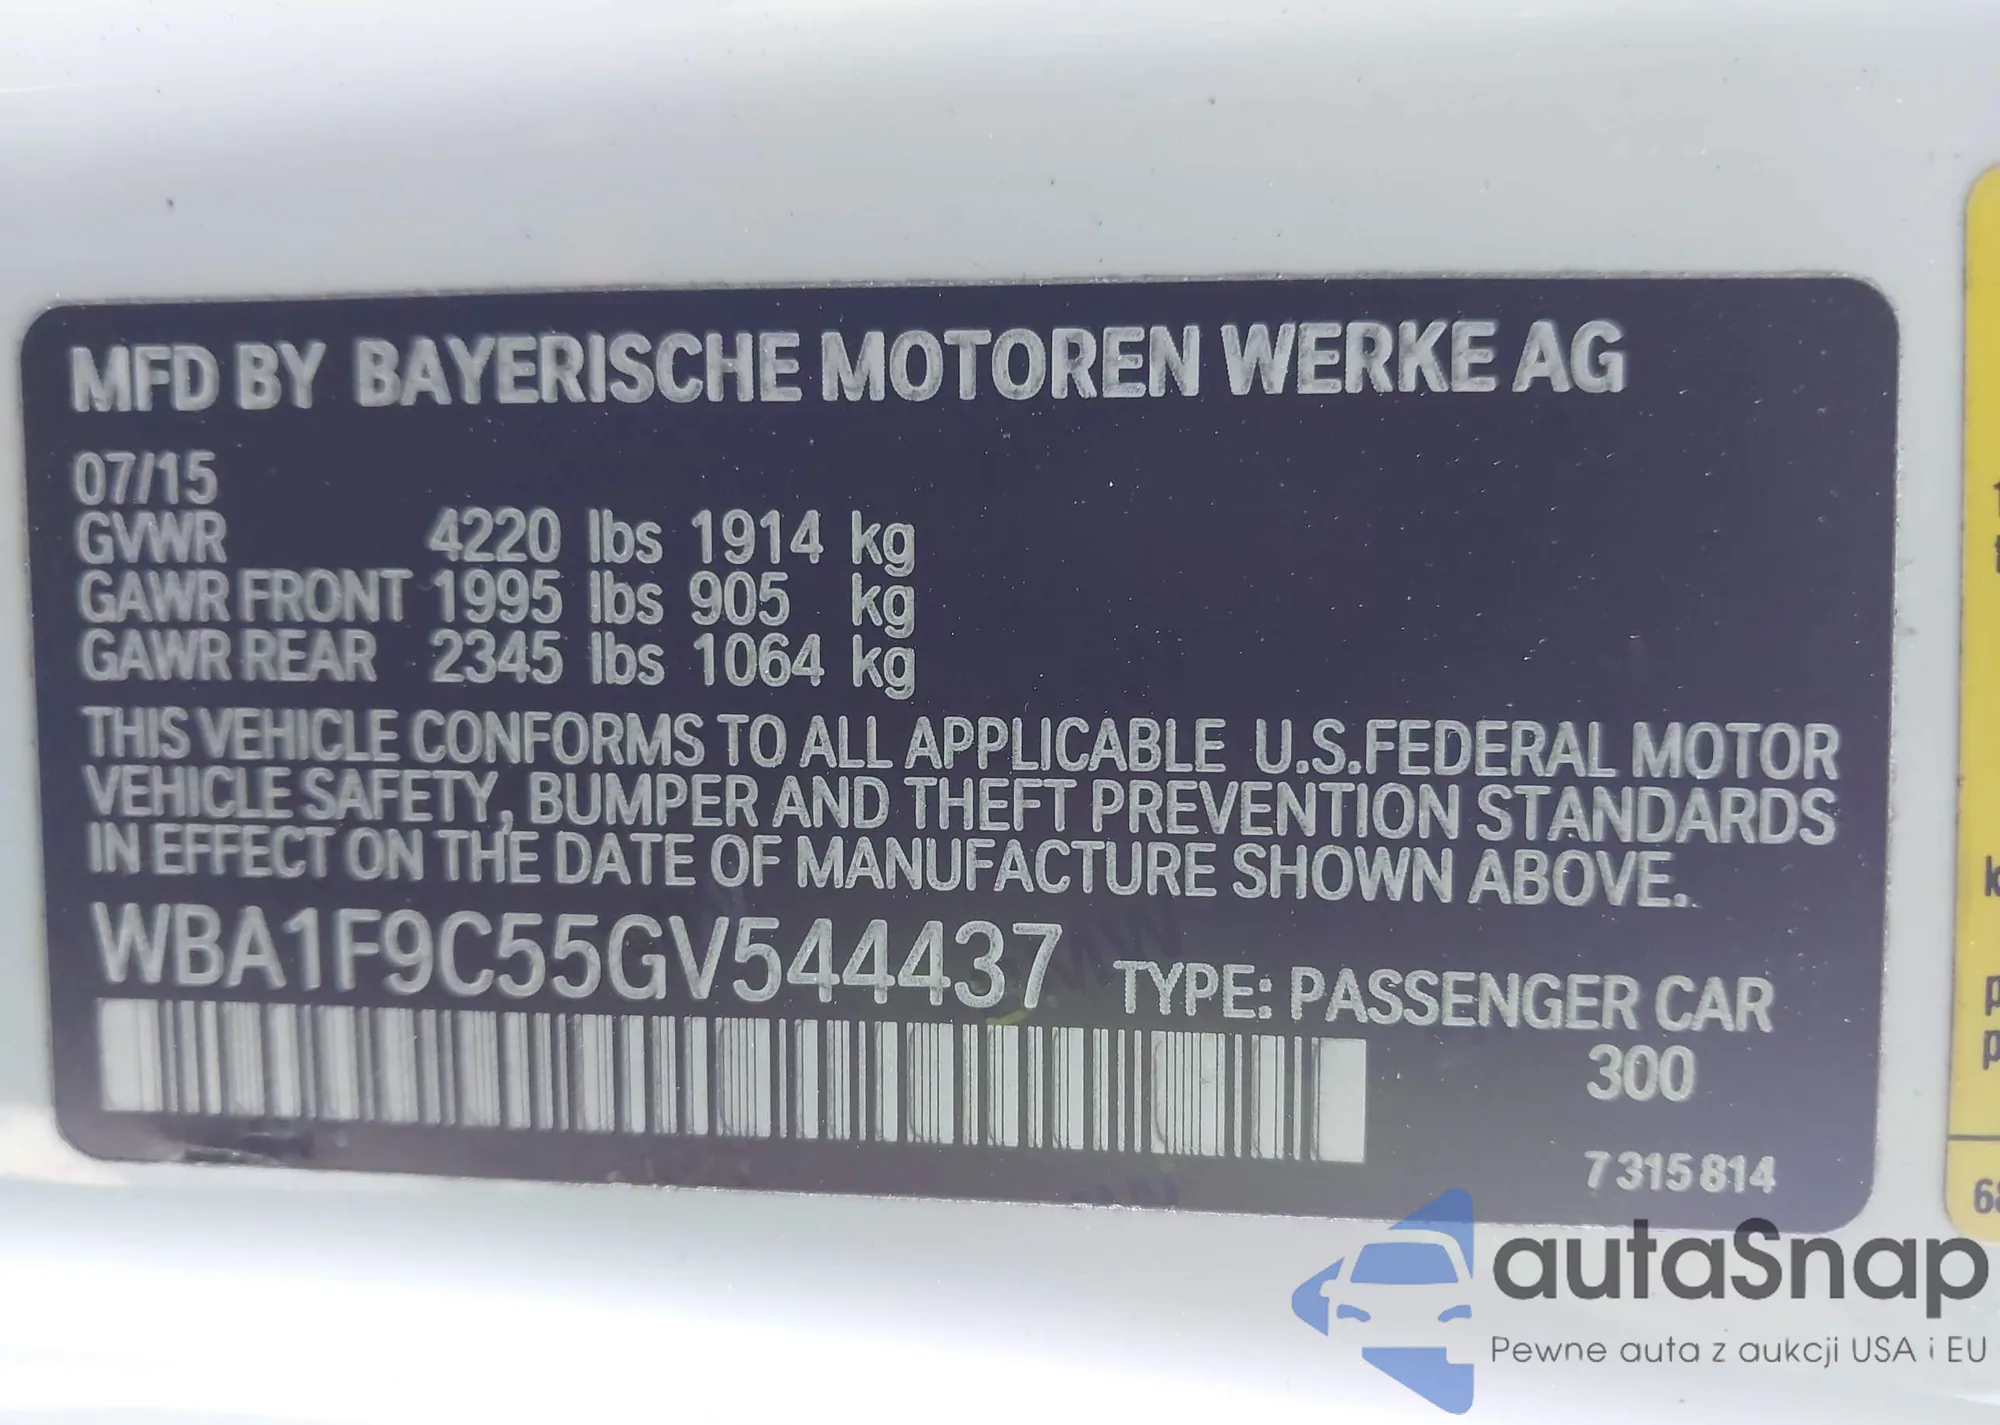 MFD BY BAYERISCHE MOTOREN WERKE AG
07/15
GVWR 4220 lbs 1914 kg
GAWR FRONT 1995 lbs 905 kg
GAWR REAR 2345 lbs 1064 kg
THIS VEHICLE CONFORMS TO ALL APPLICABLE U.S.FEDERAL MOTOR
VEHICLE SAFETY, BUMPER AND THEFT PREVENTION STANDARDS
IN EFFECT ON THE DATE OF MANUFACTURE SHOWN ABOVE.
WBA1F9C55GV544437 TYPE: PASSENGER CAR
300
7315814
autaSnap
Pewne auta z aukcji USA i EU